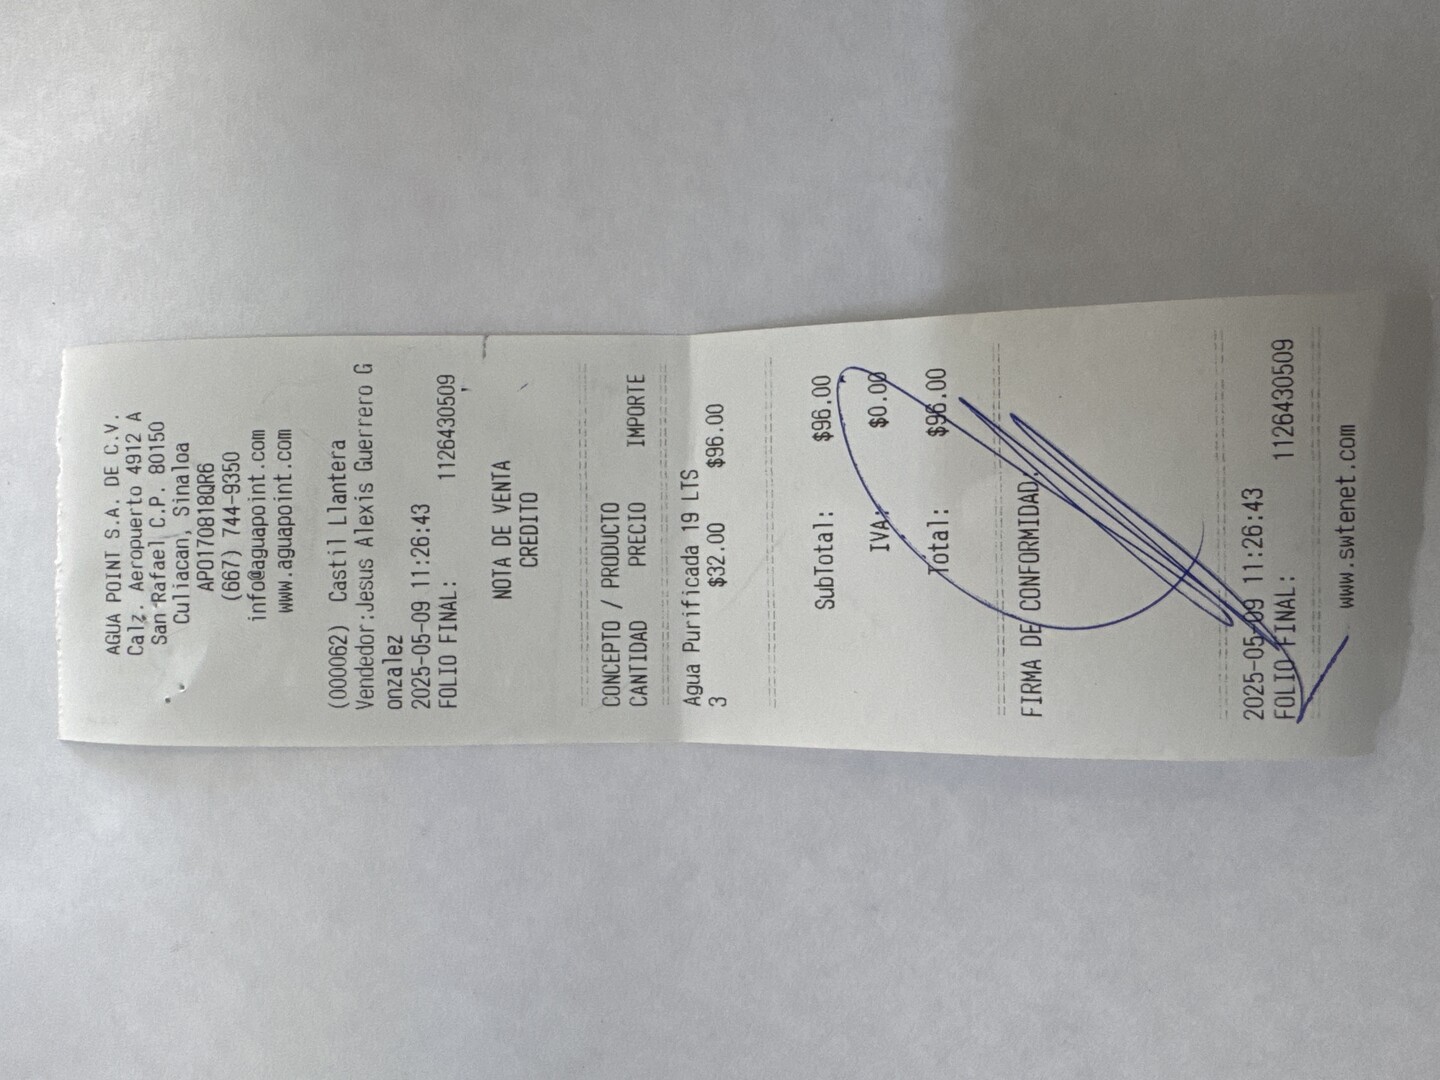 AGUA POINT S.A. DE C.V.
Calz. Aeropuerto 4912 A
San Rafael C.P. 80150
Culiacan, Sinaloa
APO170818QR6
(667) 744-9350
info@aguapoint.com
www.aguapoint.com
(000062) Castil Llantera
Vendedor:Jesus Alexis Guerrero G
onzalez
2025-05-09 11:26:43
FOLIO FINAL: 1126430509
NOTA DE VENTA
CREDITO
CONCEPTO / PRODUCTO
CANTIDAD PRECIO IMPORTE
Agua Purificada 19 LTS
3 $32.00 $96.00
SubTotal: $96.00
IVA: $0.00
Total: $96.00
FIRMA DE CONFORMIDAD:
2025-05-09 11:26:43
FOLIO FINAL: 1126430509
www.swtenet.com